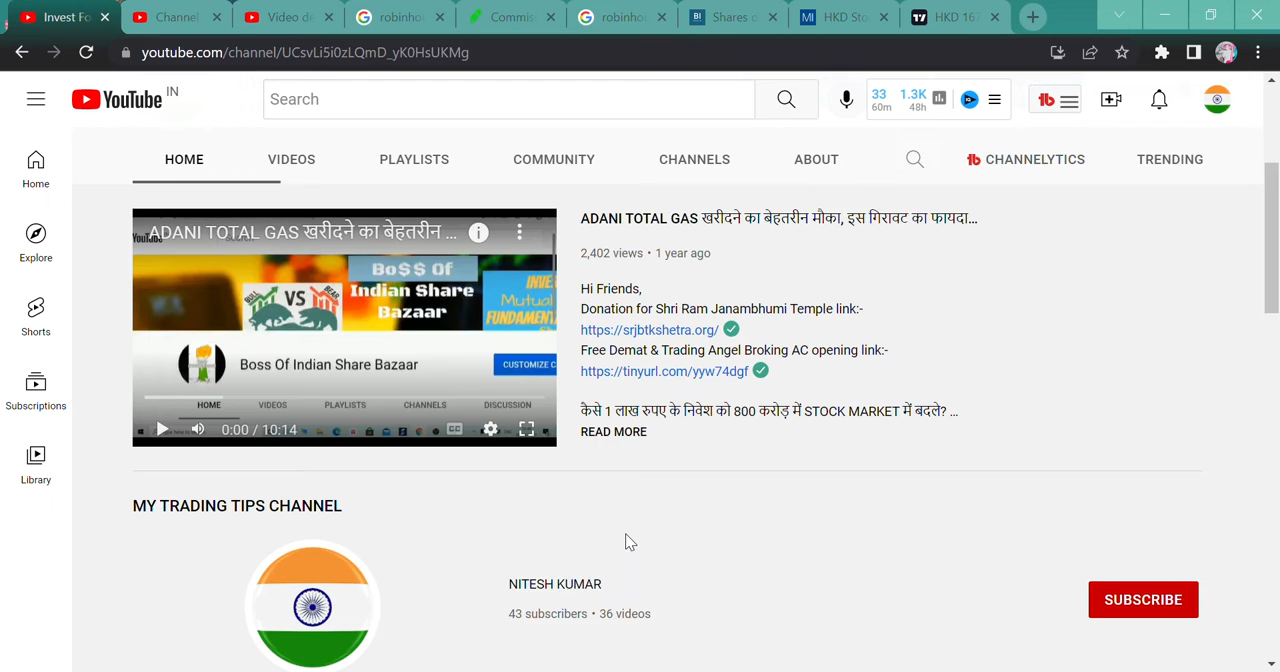 Invest Fo
Channel
Video de
robinho
Commis
robinho
Shares o
HKD Sto
HKD 167
youtube.com/channel/UCsvLi5i0zLQmD_yK0HsUKMg
YouTube IN
Search
33 60m
1.3K 48h
HOME VIDEOS PLAYLISTS COMMUNITY CHANNELS ABOUT CHANNELYTICS TRENDING
Home
Explore
Shorts
Subscriptions
Library
ADANI TOTAL GAS खरीदने का बेहतरीन ...
Bo$$ Of
Indian Share
Bazaar
VS
Mutual
Boss Of Indian Share Bazaar
CUSTOMIZE C
HOME VIDEOS PLAYLISTS CHANNELS DISCUSSION
0:00 / 10:14
ADANI TOTAL GAS खरीदने का बेहतरीन मौका, इस गिरावट का फायदा...
2,402 views • 1 year ago
Hi Friends,
Donation for Shri Ram Janambhumi Temple link:-
https://srjbtkshetra.org/
Free Demat & Trading Angel Broking AC opening link:-
https://tinyurl.com/yyw74dgf
कैसे 1 लाख रुपए के निवेश को 800 करोड़ में STOCK MARKET में बदले? ...
READ MORE
MY TRADING TIPS CHANNEL
NITESH KUMAR
43 subscribers • 36 videos
SUBSCRIBE